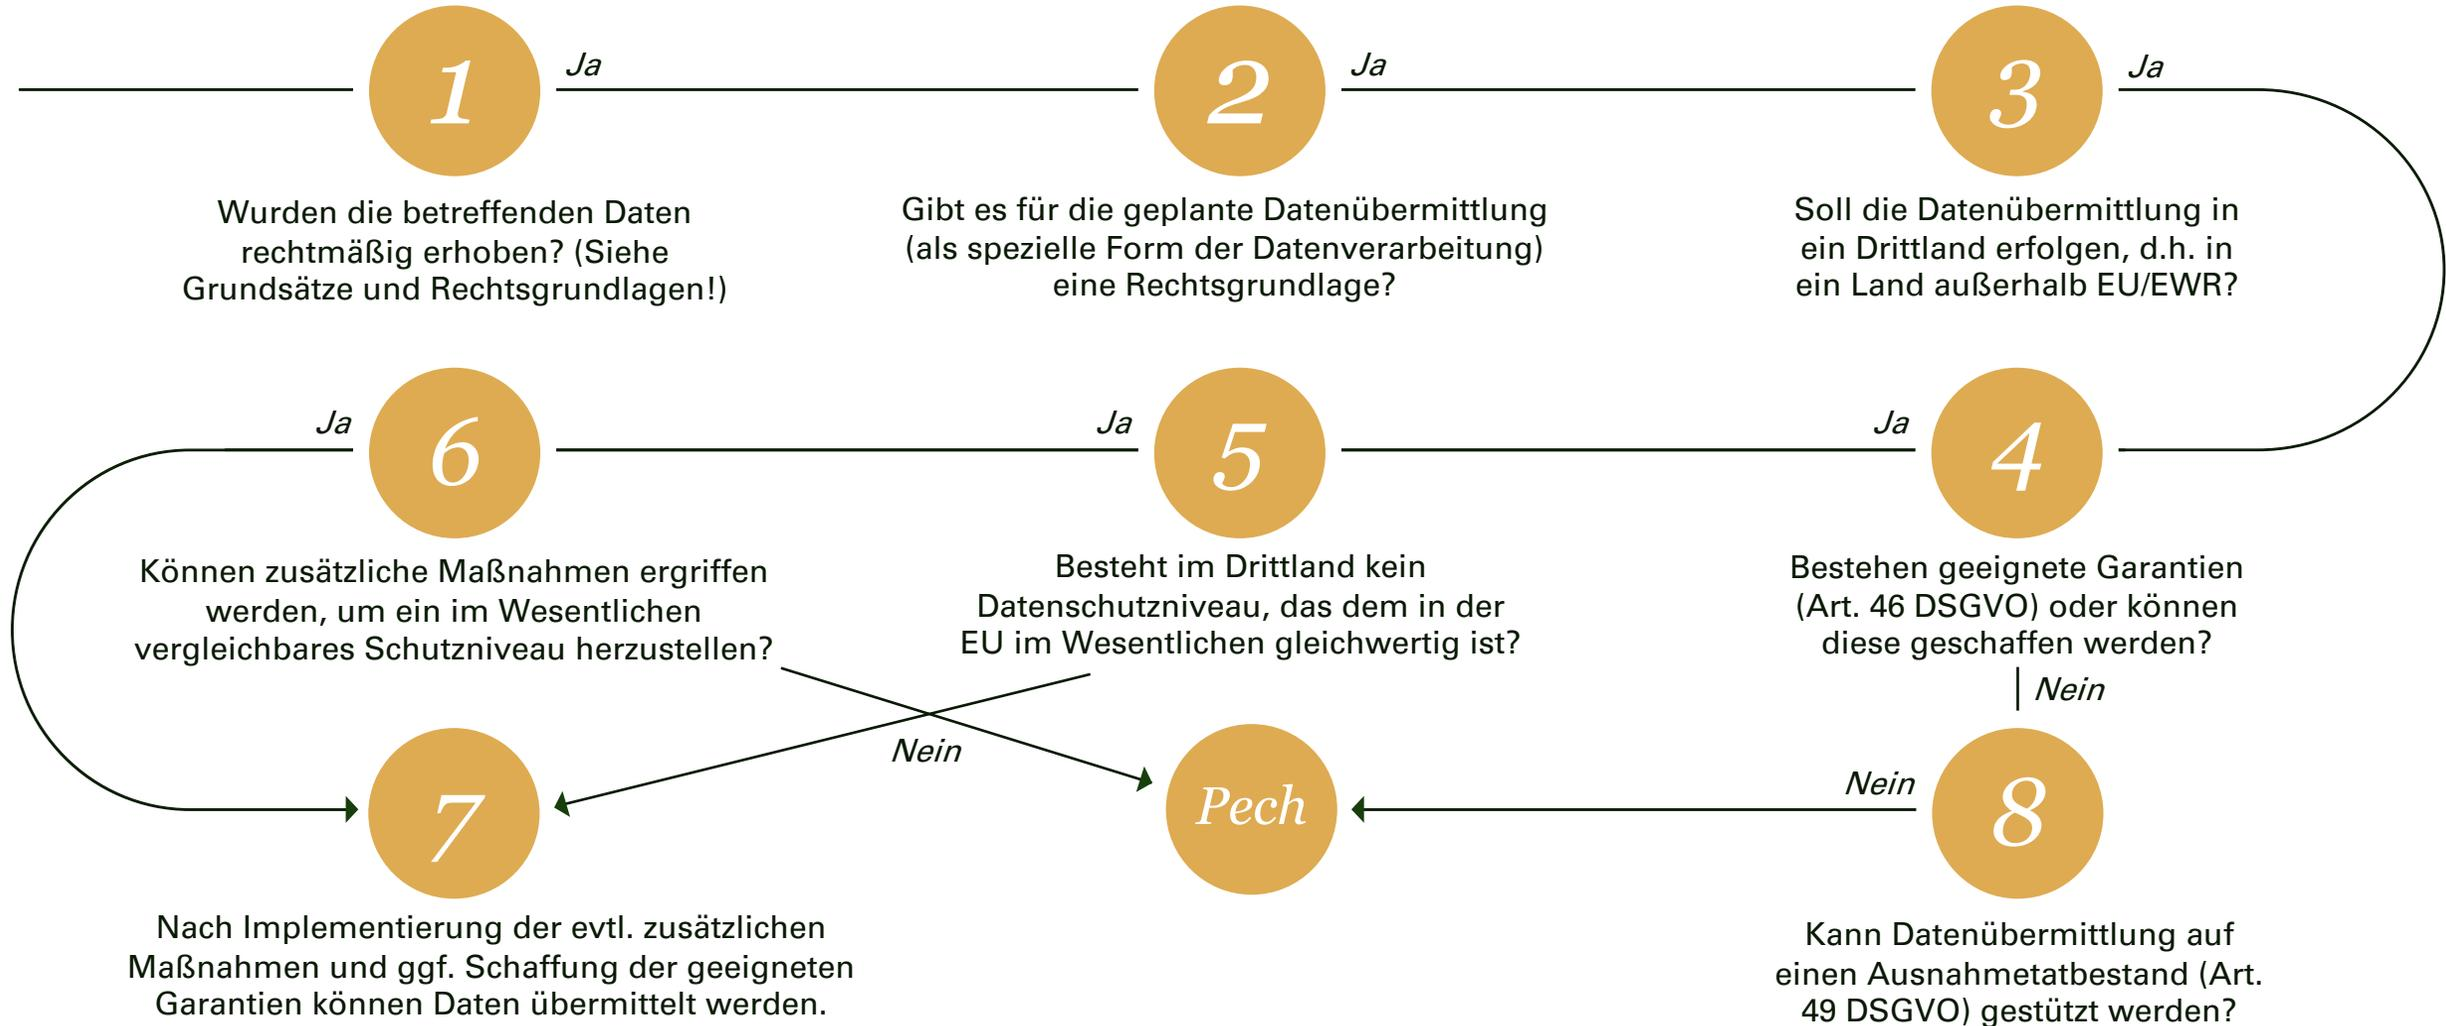 1
Ja
2
Ja
3
Ja
Wurden die betreffenden Daten
rechtmäßig erhoben? (Siehe
Grundsätze und Rechtsgrundlagen!)
Gibt es für die geplante Datenübermittlung
(als spezielle Form der Datenverarbeitung)
eine Rechtsgrundlage?
Soll die Datenübermittlung in
ein Drittland erfolgen, d.h. in
ein Land außerhalb EU/EWR?
Ja
6
Ja
5
Ja
4
Können zusätzliche Maßnahmen ergriffen
werden, um ein im Wesentlichen
vergleichbares Schutzniveau herzustellen?
Besteht im Drittland kein
Datenschutzniveau, das dem in der
EU im Wesentlichen gleichwertig ist?
Bestehen geeignete Garantien
(Art. 46 DSGVO) oder können
diese geschaffen werden?
Nein
Nein
Nein
7
Pech
8
Nach Implementierung der evtl. zusätzlichen
Maßnahmen und ggf. Schaffung der geeigneten
Garantien können Daten übermittelt werden.
Kann Datenübermittlung auf
einen Ausnahmetatbestand (Art.
49 DSGVO) gestützt werden?